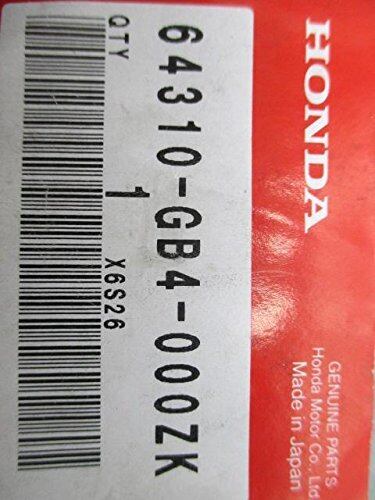 HONDA
GENUINE PARTS
Honda Motor Co., Ltd
Made in Japan
64310-GB4-000ZK
QTY 1 X6S26